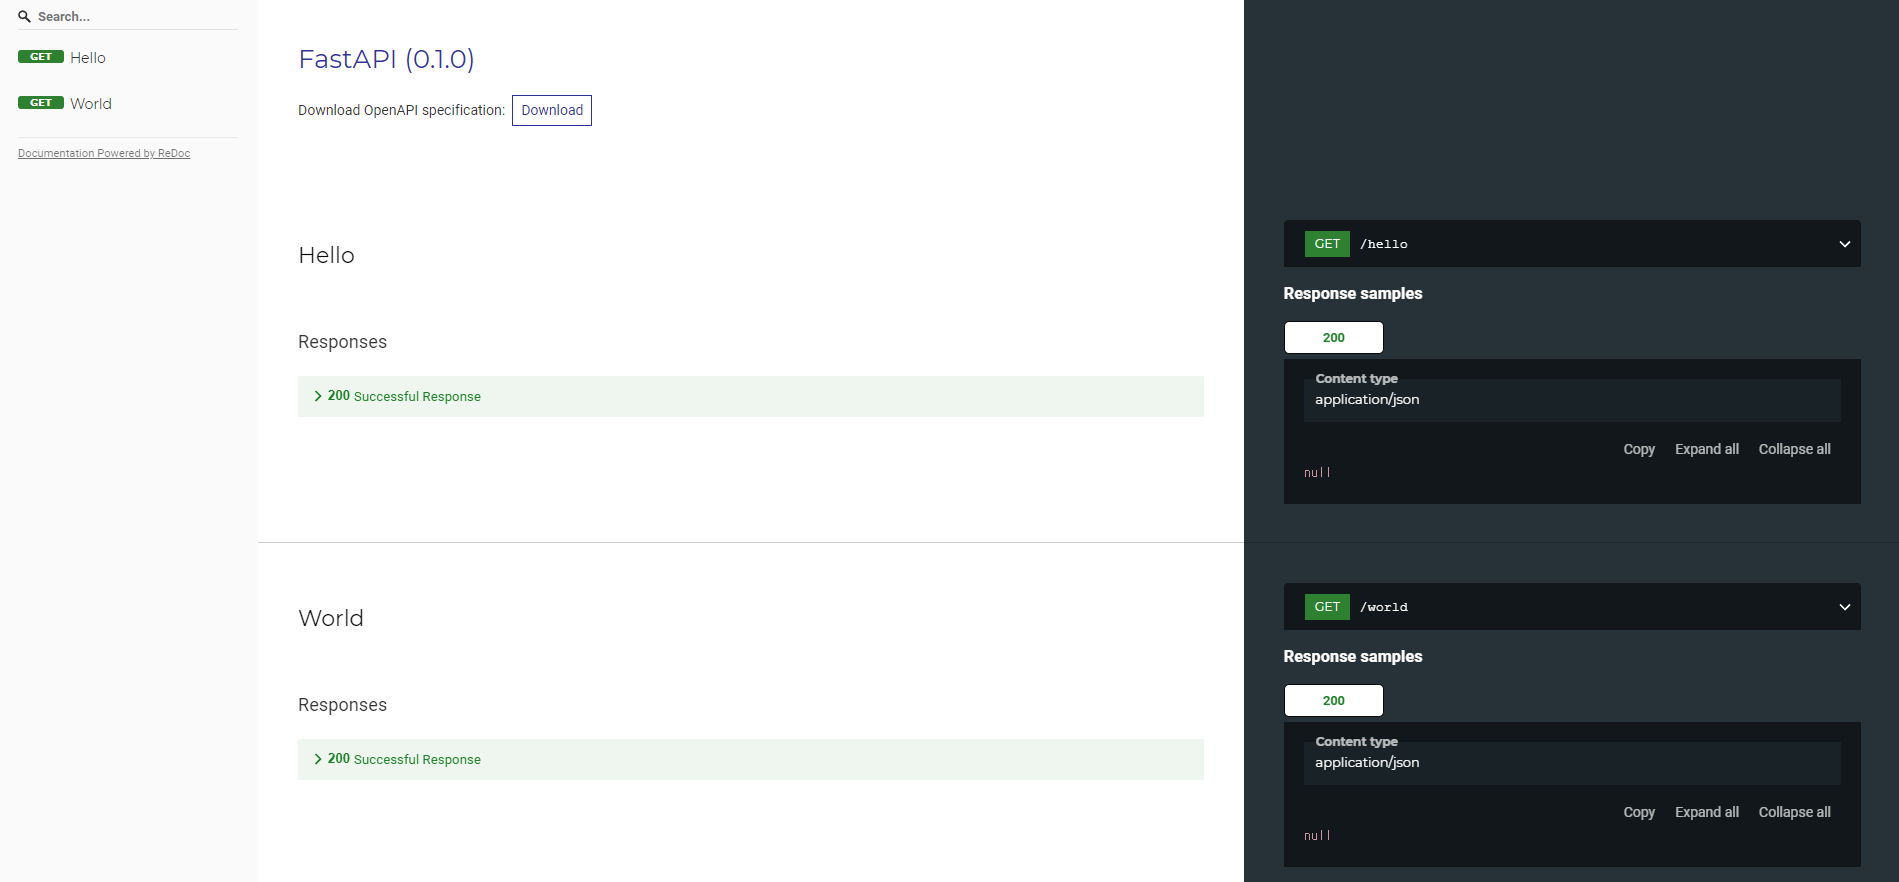 Search...
GET Hello
GET World
Documentation Powered by ReDoc
FastAPI (0.1.0)
Download OpenAPI specification: Download
Hello
Responses
200 Successful Response
GET /hello
Response samples
200
Content type
application/json
Copy Expand all Collapse all
null
World
Responses
200 Successful Response
GET /world
Response samples
200
Content type
application/json
Copy Expand all Collapse all
null